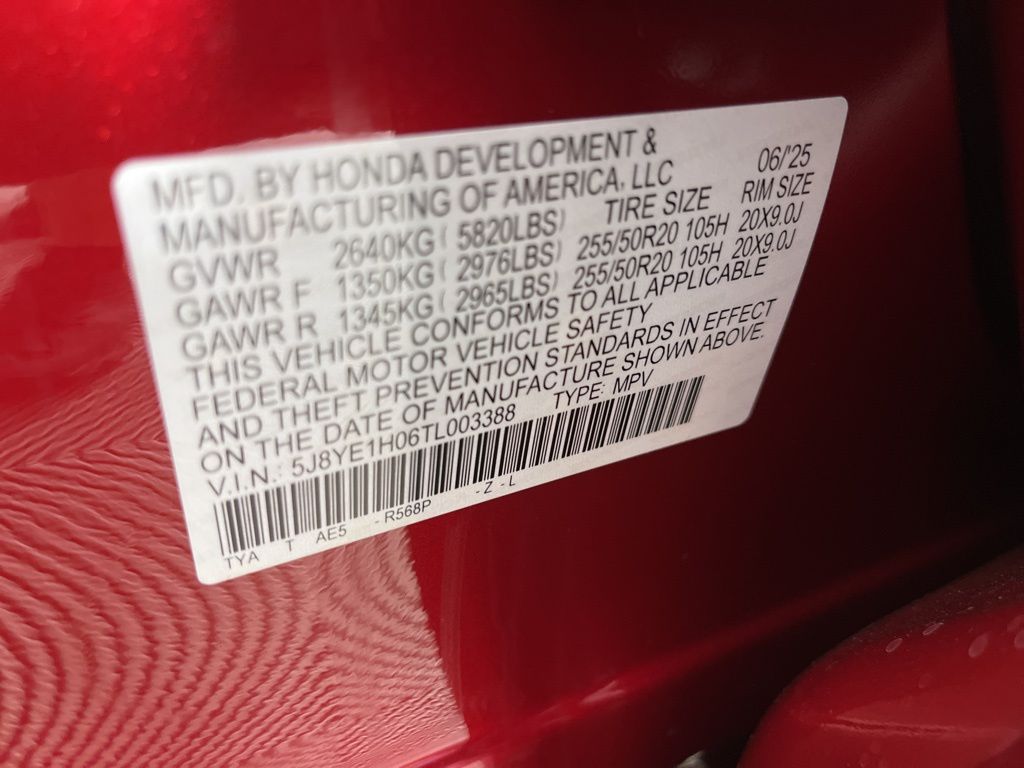 MFD. BY HONDA DEVELOPMENT &
MANUFACTURING OF AMERICA, LLC 06/'25
GVWR 2640KG ( 5820LBS) TIRE SIZE RIM SIZE
GAWR F 1350KG ( 2976LBS) 255/50R20 105H 20X9.0J
GAWR R 1345KG ( 2965LBS) 255/50R20 105H 20X9.0J
THIS VEHICLE CONFORMS TO ALL APPLICABLE
FEDERAL MOTOR VEHICLE SAFETY
AND THEFT PREVENTION STANDARDS IN EFFECT
ON THE DATE OF MANUFACTURE SHOWN ABOVE.
V.I.N.: 5J8YE1H06TL003388 TYPE: MPV
TYA T AE5 -R568P -Z-L